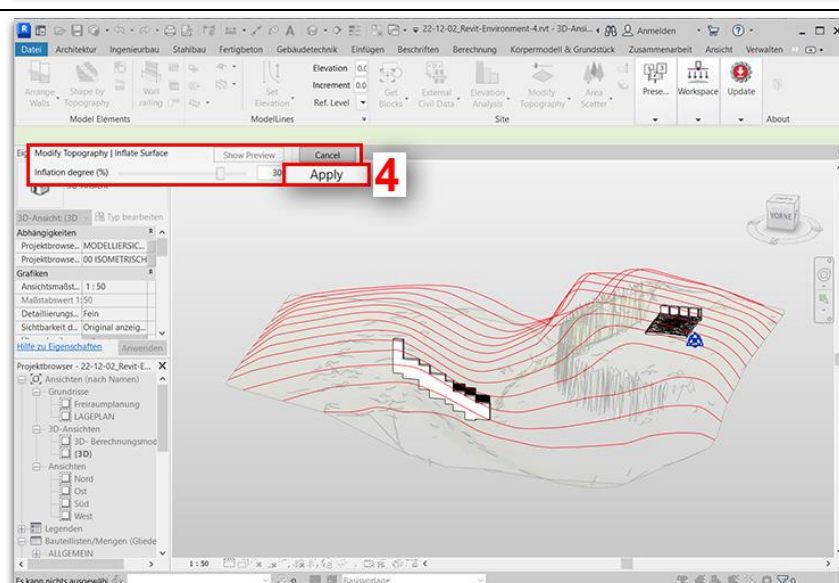 22-12-02_Revit-Environment-4.rvt - 3D-Ansi...
Anmelden
Datei Architektur Ingenieurbau Stahlbau Fertigbeton Gebäudetechnik Einfügen Beschriften Berechnung Körpermodell & Grundstück Zusammenarbeit Ansicht Verwalten
Arrange Walls
Shape by Topography
Wall railing
Set Elevation
Elevation 0.0
Increment 0.0
Ref. Level
Get Blocks
External Civil Data
Elevation Analysis
Modify Topography
Area Scatter
Prese...
Workspace
Update
Model Elements
ModelLines
Site
About
Modify Topography | Inflate Surface
Show Preview
Cancel
Inflation degree (%)
30
Apply
4
3D-Ansicht: (3D
Typ bearbeiten
Abhängigkeiten
Projektbrowse... MODELLIERSIC...
Projektbrowse... 00 ISOMETRISCH
Grafiken
Ansichtsmaßst... 1 : 50
Maßstabswert 1: 50
Detaillierungs... Fein
Sichtbarkeit d... Original anzeig...
Hilfe zu Eigenschaften
Anwenden
Projektbrowser - 22-12-02_Revit-E...
Ansichten (nach Namen)
Grundrisse
Freiraumplanung
LAGEPLAN
3D-Ansichten
3D- Berechnungsmod
(3D)
Ansichten
Nord
Ost
Süd
West
Legenden
Bauteillisten/Mengen (Gliede
ALLGEMEIN
VORNE
1 : 50
Es kann nichts ausgewähl
:0
Basisvorlage